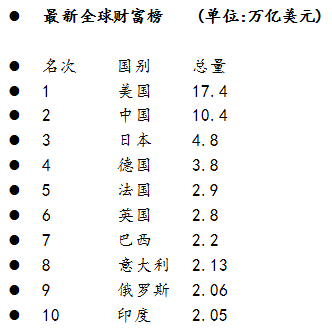 ● 最新全球财富榜 (单位:万亿美元)
● 名次 国别 总量
● 1 美国 17.4
● 2 中国 10.4
● 3 日本 4.8
● 4 德国 3.8
● 5 法国 2.9
● 6 英国 2.8
● 7 巴西 2.2
● 8 意大利 2.13
● 9 俄罗斯 2.06
● 10 印度 2.05